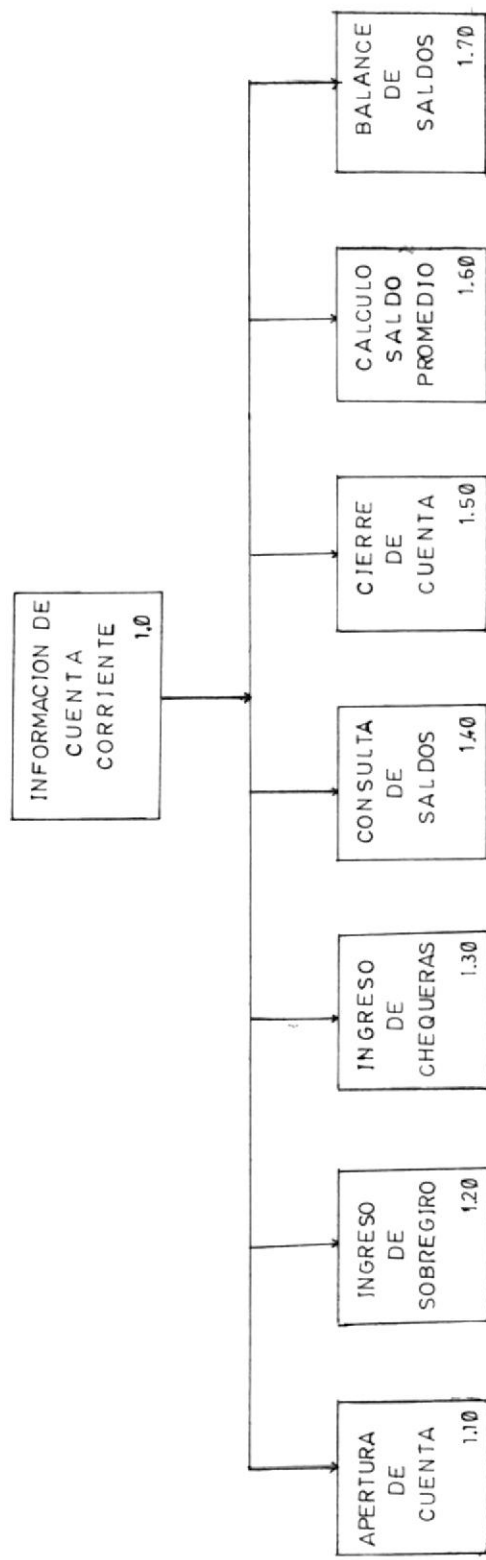 INFORMACION DE
CUENTA
CORRIENTE
1.0
APERTURA
DE
CUENTA
1.10
INGRESO
DE
SOBREGIRO
1.20
INGRESO
DE
CHEQUERAS
1.30
CONSULTA
DE
SALDOS
1.40
CIERRE
DE
CUENTA
1.50
CALCULO
SALDO
PROMEDIO
1.60
BALANCE
DE
SALDOS
1.70